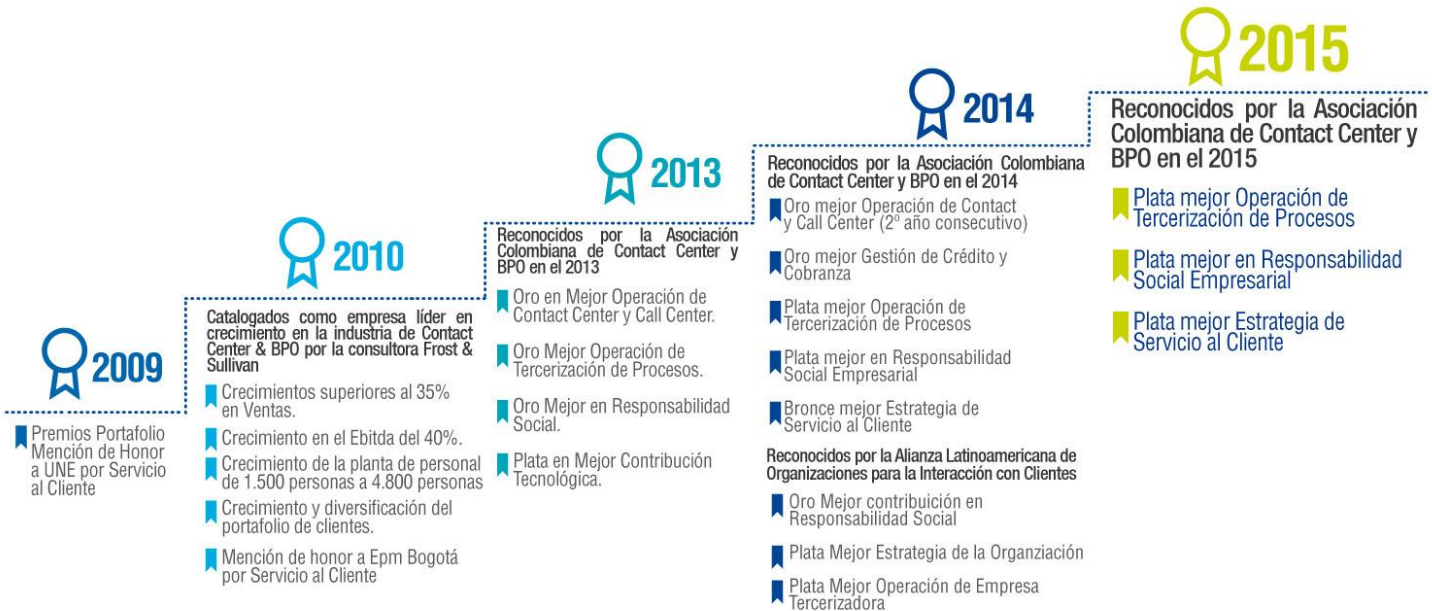 2009
Premios Portafolio
Mención de Honor
a UNE por Servicio
al Cliente
2010
Catalogados como empresa líder en
crecimiento en la industria de Contact
Center & BPO por la consultora Frost &
Sullivan
Crecimientos superiores al 35%
en Ventas.
Crecimiento en el Ebitda del 40%.
Crecimiento de la planta de personal
de 1.500 personas a 4.800 personas
Crecimiento y diversificación del
portafolio de clientes.
Mención de honor a Epm Bogotá
por Servicio al Cliente
2013
Reconocidos por la Asociación
Colombiana de Contact Center y
BPO en el 2013
Oro en Mejor Operación de
Contact Center y Call Center.
Oro Mejor Operación de
Tercerización de Procesos.
Oro Mejor en Responsabilidad
Social.
Plata en Mejor Contribución
Tecnológica.
2014
Reconocidos por la Asociación Colombiana
de Contact Center y BPO en el 2014
Oro mejor Operación de Contact
y Call Center (2º año consecutivo)
Oro mejor Gestión de Crédito y
Cobranza
Plata mejor Operación de
Tercerización de Procesos
Plata mejor en Responsabilidad
Social Empresarial
Bronce mejor Estrategia de
Servicio al Cliente
Reconocidos por la Alianza Latinoamericana de
Organizaciones para la Interacción con Clientes
Oro Mejor contribuición en
Responsabilidad Social
Plata Mejor Estrategia de la Organziación
Plata Mejor Operación de Empresa
Tercerizadora
2015
Reconocidos por la Asociación
Colombiana de Contact Center y
BPO en el 2015
Plata mejor Operación de
Tercerización de Procesos
Plata mejor en Responsabilidad
Social Empresarial
Plata mejor Estrategia de
Servicio al Cliente